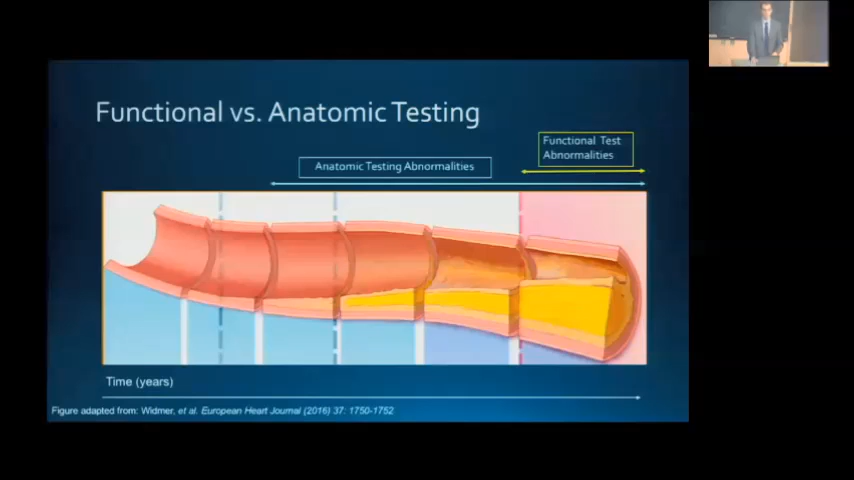 Functional vs. Anatomic Testing
Functional Test
Abnormalities
Anatomic Testing Abnormalities
Time (years)
Figure adapted from: Widmer, et al. European Heart Journal (2016) 37: 1750-1752